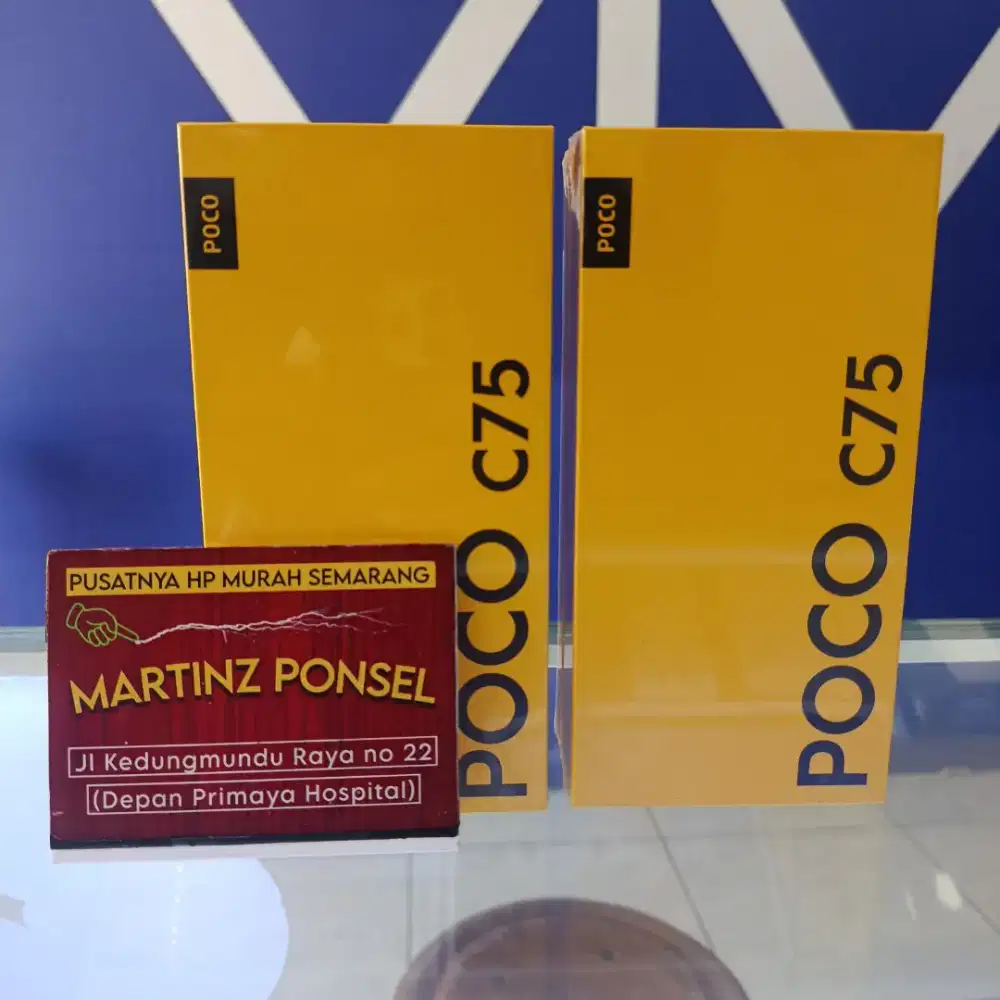 POCO
POCO C75
POCO
POCO C75
PUSATNYA HP MURAH SEMARANG
MARTINZ PONSEL
Jl Kedungmundu Raya no 22
(Depan Primaya Hospital)